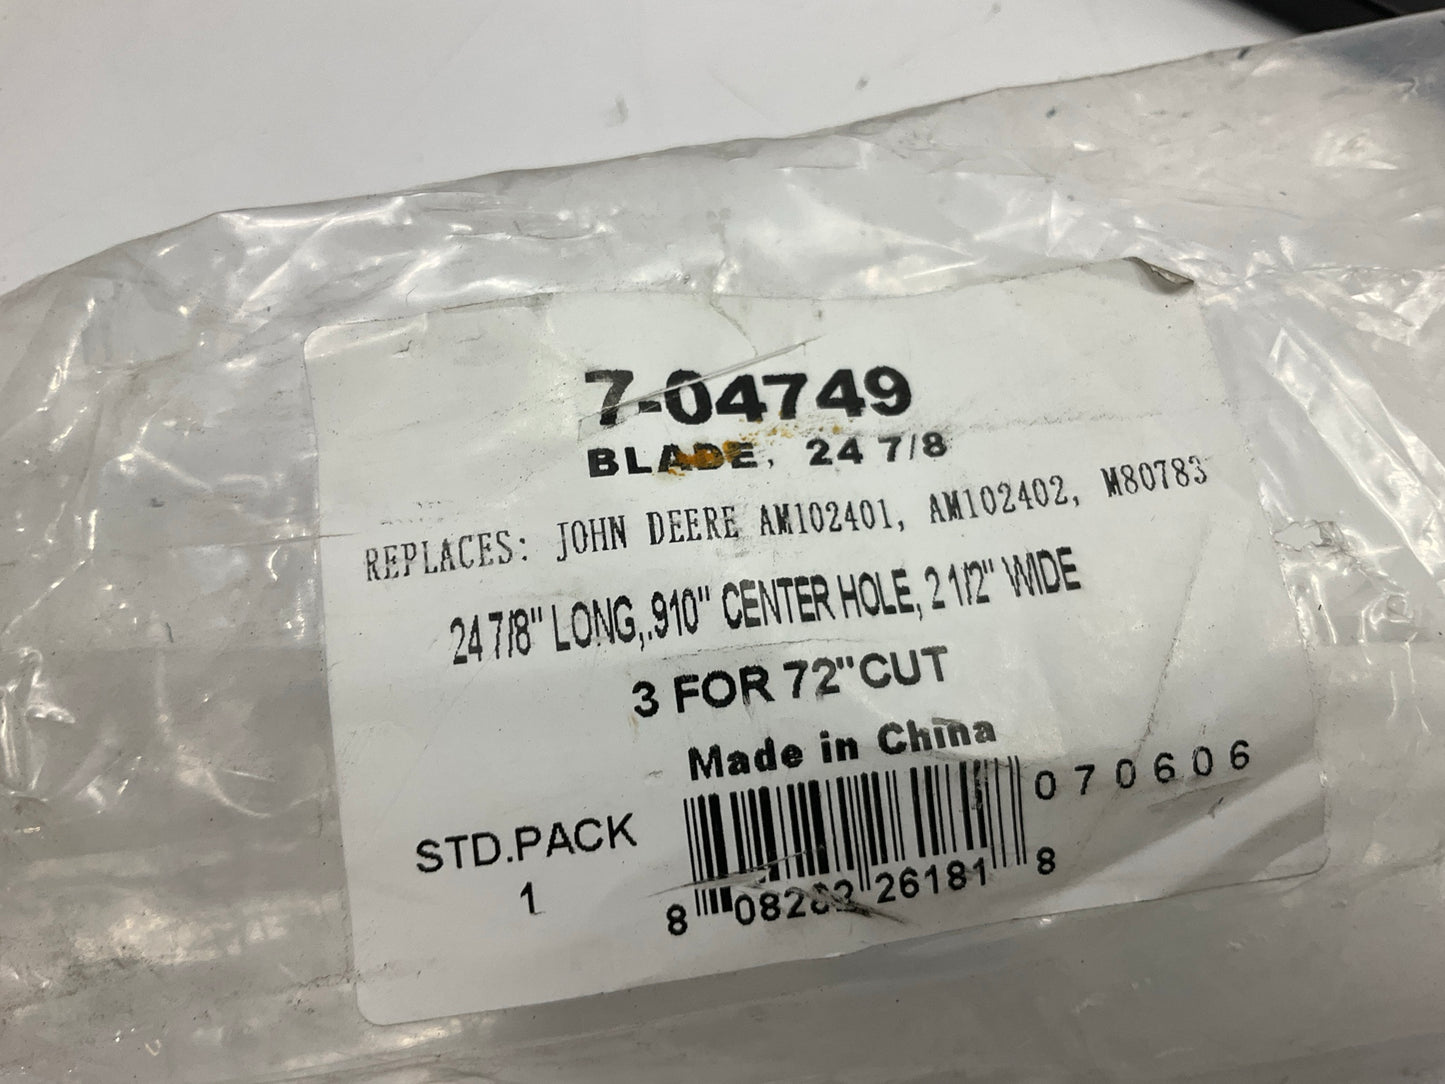 7-04749
BLADE, 24 7/8
REPLACES: JOHN DEERE AM102401, AM102402, M80783
24 7/8" LONG,.910" CENTER HOLE, 2 1/2" WIDE
3 FOR 72"CUT
Made in China
070606
STD.PACK
1
8 26181 8